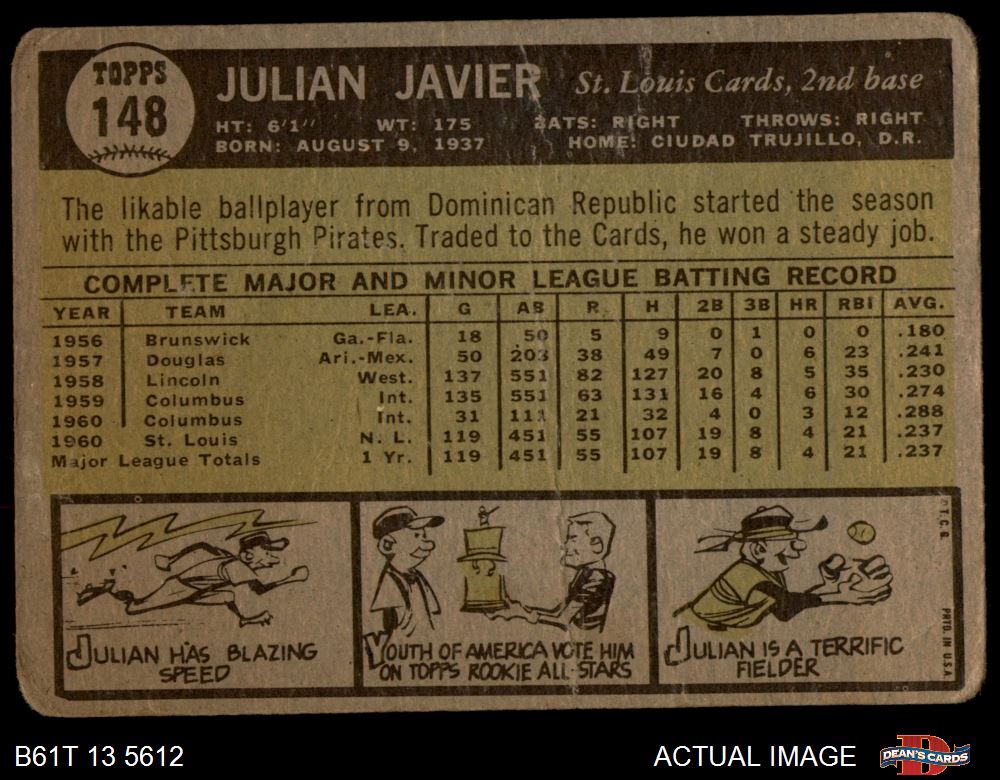 TOPPS
148
JULIAN JAVIER St. Louis Cards, 2nd base
HT: 6'1" WT: 175 BATS: RIGHT THROWS: RIGHT
BORN: AUGUST 9, 1937 HOME: CIUDAD TRUJILLO, D.R.
The likable ballplayer from Dominican Republic started the season
with the Pittsburgh Pirates. Traded to the Cards, he won a steady job.
COMPLETE MAJOR AND MINOR LEAGUE BATTING RECORD
YEAR TEAM LEA. G AB R H 2B 3B HR RBI AVG.
1956 Brunswick Ga.-Fla. 18 50 5 9 0 1 0 0 .180
1957 Douglas Ari.-Mex. 50 203 38 49 7 0 6 23 .241
1958 Lincoln West. 137 551 82 127 20 8 5 35 .230
1959 Columbus Int. 135 551 63 131 16 4 6 30 .274
1960 Columbus Int. 31 111 21 32 4 0 3 12 .288
1960 St. Louis N. L. 119 451 55 107 19 8 4 21 .237
Major League Totals 1 Yr. 119 451 55 107 19 8 4 21 .237
JULIAN HAS BLAZING
SPEED
YOUTH OF AMERICA VOTE HIM
ON TOPPS ROOKIE ALL-STARS
JULIAN IS A TERRIFIC
FIELDER
© T. C. G.
PRTD. IN U.S.A.
B61T 13 5612
ACTUAL IMAGE
DEAN'S CARDS